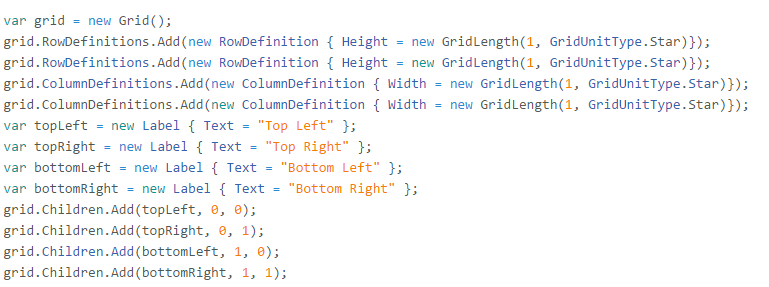 var grid = new Grid();
grid.RowDefinitions.Add(new RowDefinition { Height = new GridLength(1, GridUnitType.Star)});
grid.RowDefinitions.Add(new RowDefinition { Height = new GridLength(1, GridUnitType.Star)});
grid.ColumnDefinitions.Add(new ColumnDefinition { Width = new GridLength(1, GridUnitType.Star)});
grid.ColumnDefinitions.Add(new ColumnDefinition { Width = new GridLength(1, GridUnitType.Star)});
var topLeft = new Label { Text = "Top Left" };
var topRight = new Label { Text = "Top Right" };
var bottomLeft = new Label { Text = "Bottom Left" };
var bottomRight = new Label { Text = "Bottom Right" };
grid.Children.Add(topLeft, 0, 0);
grid.Children.Add(topRight, 0, 1);
grid.Children.Add(bottomLeft, 1, 0);
grid.Children.Add(bottomRight, 1, 1);